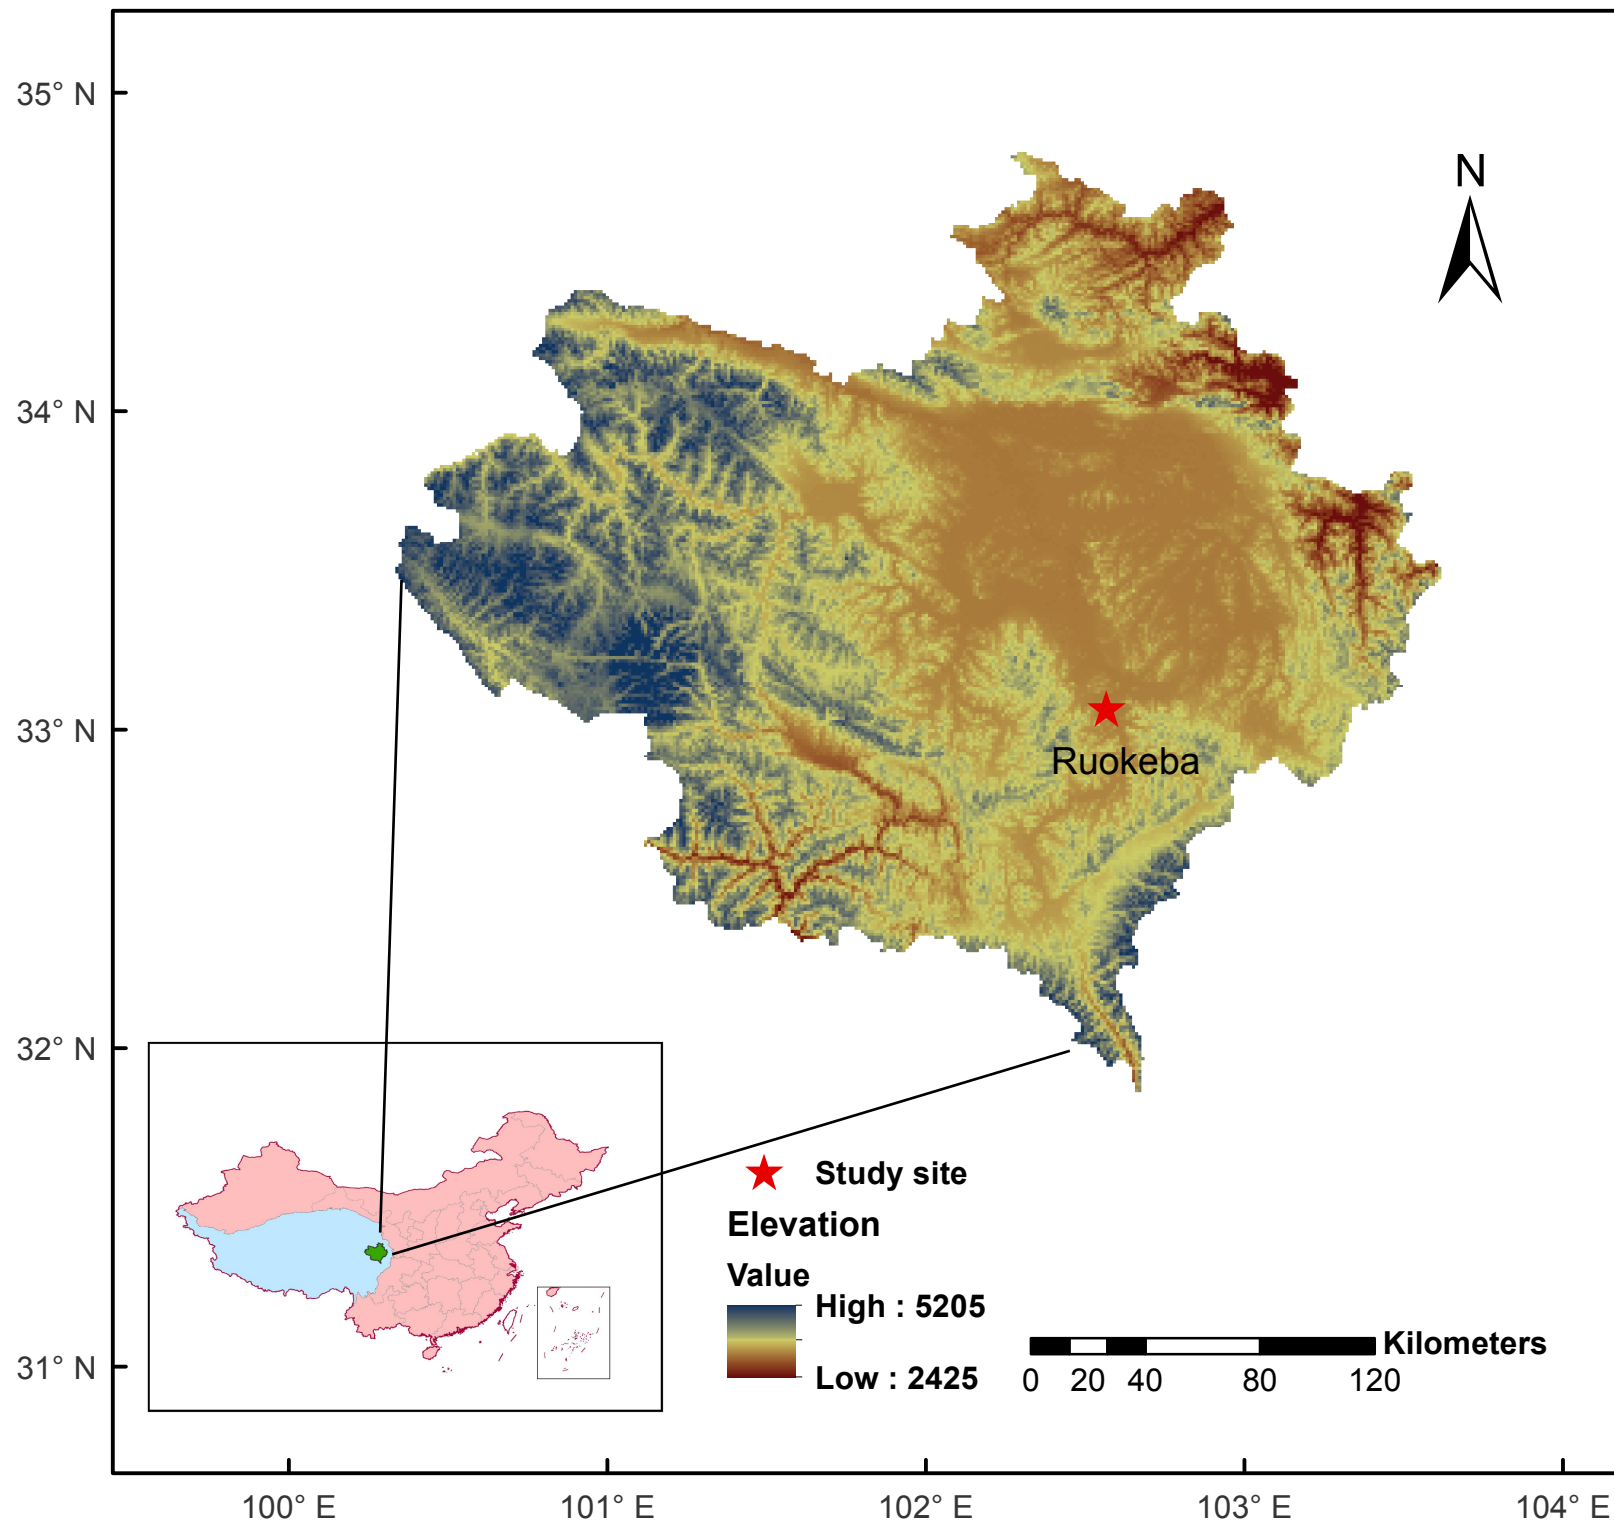 35° N
N
34° N
33° N
Ruokeba
32° N
Study site
Elevation
Value
High : 5205
Kilometers
31° N
Low : 2425
0 20 40 80 120
100° E 101° E 102° E 103° E 104° E